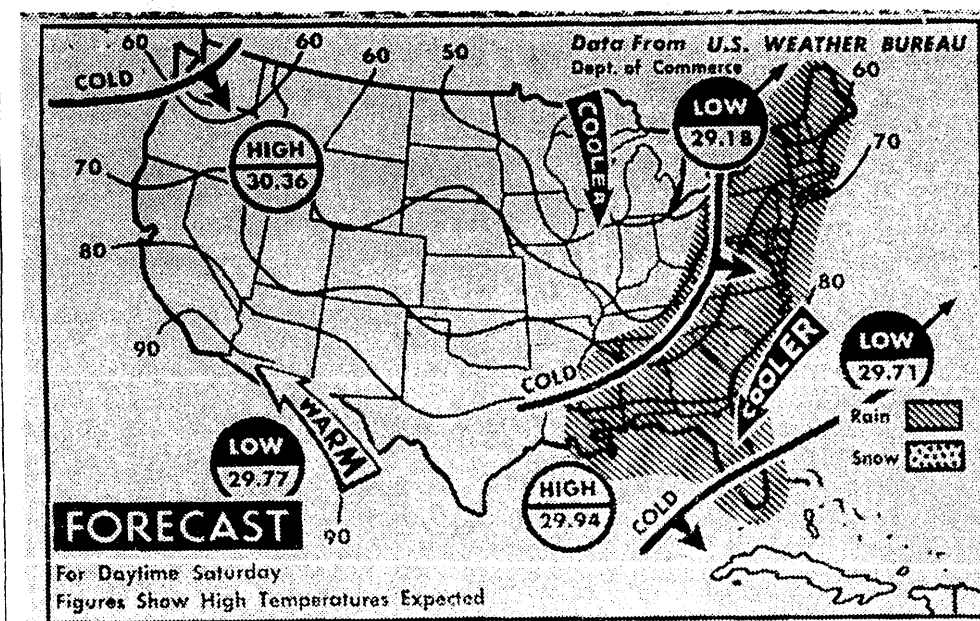 Data From U.S. WEATHER BUREAU
Dept. of Commerce
60
60
60
50
60
COLD
COOLER
LOW
29.18
HIGH
30.36
70
70
80
80
90
COLD
COOLER
LOW
29.71
Rain
Snow
WARM
LOW
29.77
HIGH
29.94
COLD
90
FORECAST
For Daytime Saturday
Figures Show High Temperatures Expected